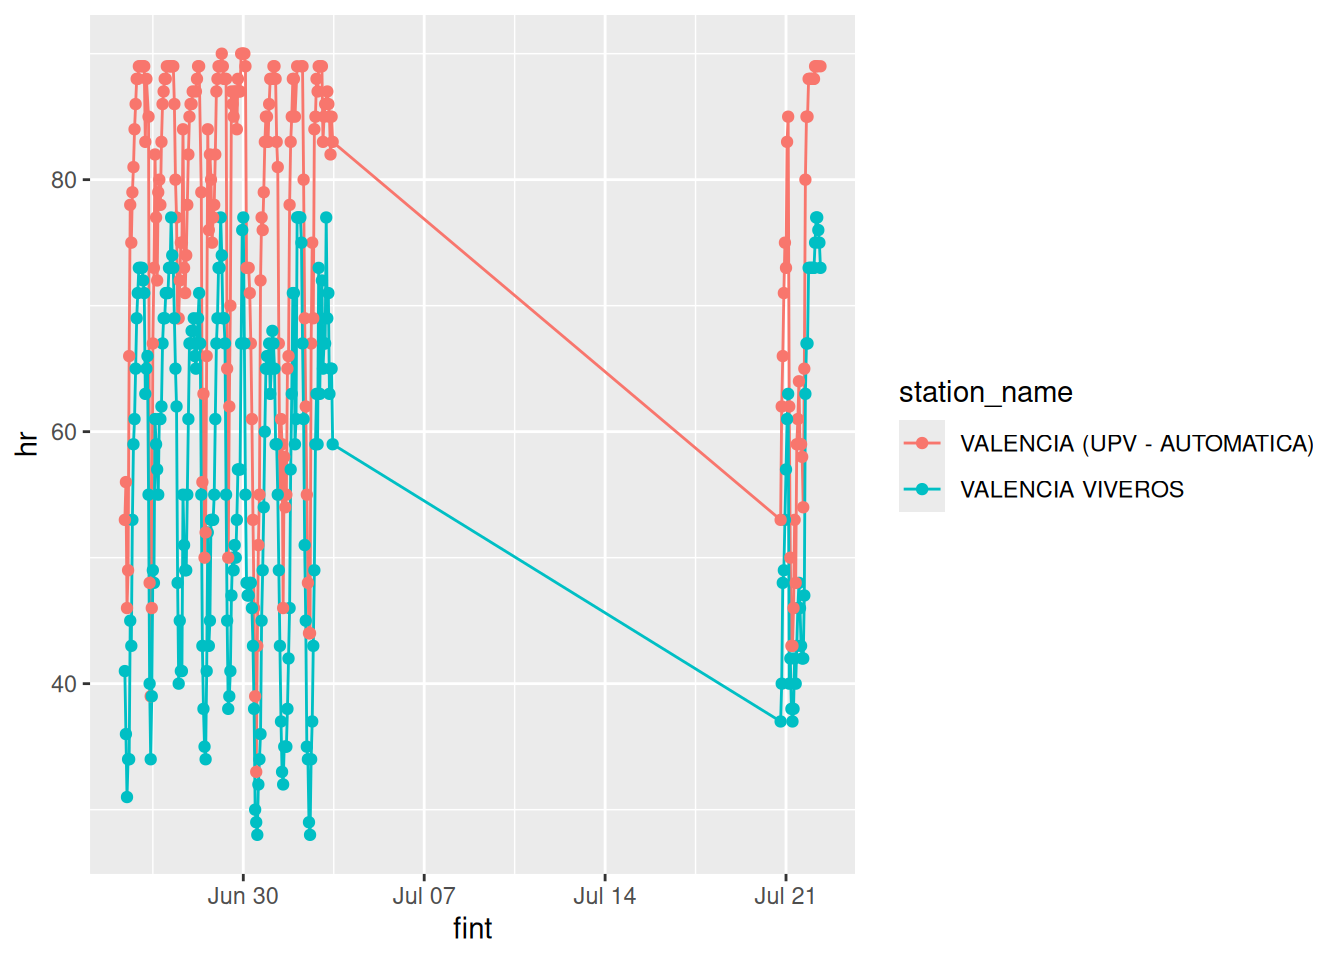 hr
80
60
40
Jun 30
Jul 07
Jul 14
Jul 21
fint
station_name
VALENCIA (UPV - AUTOMATICA)
VALENCIA VIVEROS